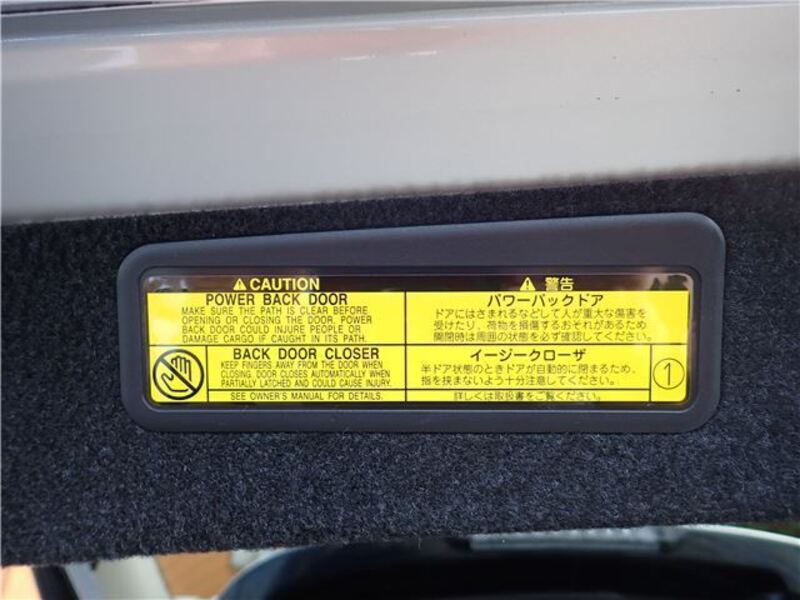 CAUTION
POWER BACK DOOR
MAKE SURE THE PATH IS CLEAR BEFORE
OPENING OR CLOSING THE DOOR. POWER
BACK DOOR COULD INJURE PEOPLE OR
DAMAGE CARGO IF CAUGHT IN ITS PATH.
BACK DOOR CLOSER
KEEP FINGERS AWAY FROM THE DOOR WHEN
CLOSING, DOOR CLOSES AUTOMATICALLY WHEN
PARTIALLY LATCHED AND COULD CAUSE INJURY.
SEE OWNER'S MANUAL FOR DETAILS.
警告
パワーバックドア
ドアにはさまれるなどして人が重大な傷害を
受けたり、荷物を損傷するおそれがあるため
開閉時は周囲の状態を必ず確認してください。
イージークローザ
半ドア状態のときドアが自動的に閉まるため、
指を挟まないよう十分注意してください。
詳しくは取扱書をご覧ください。
1